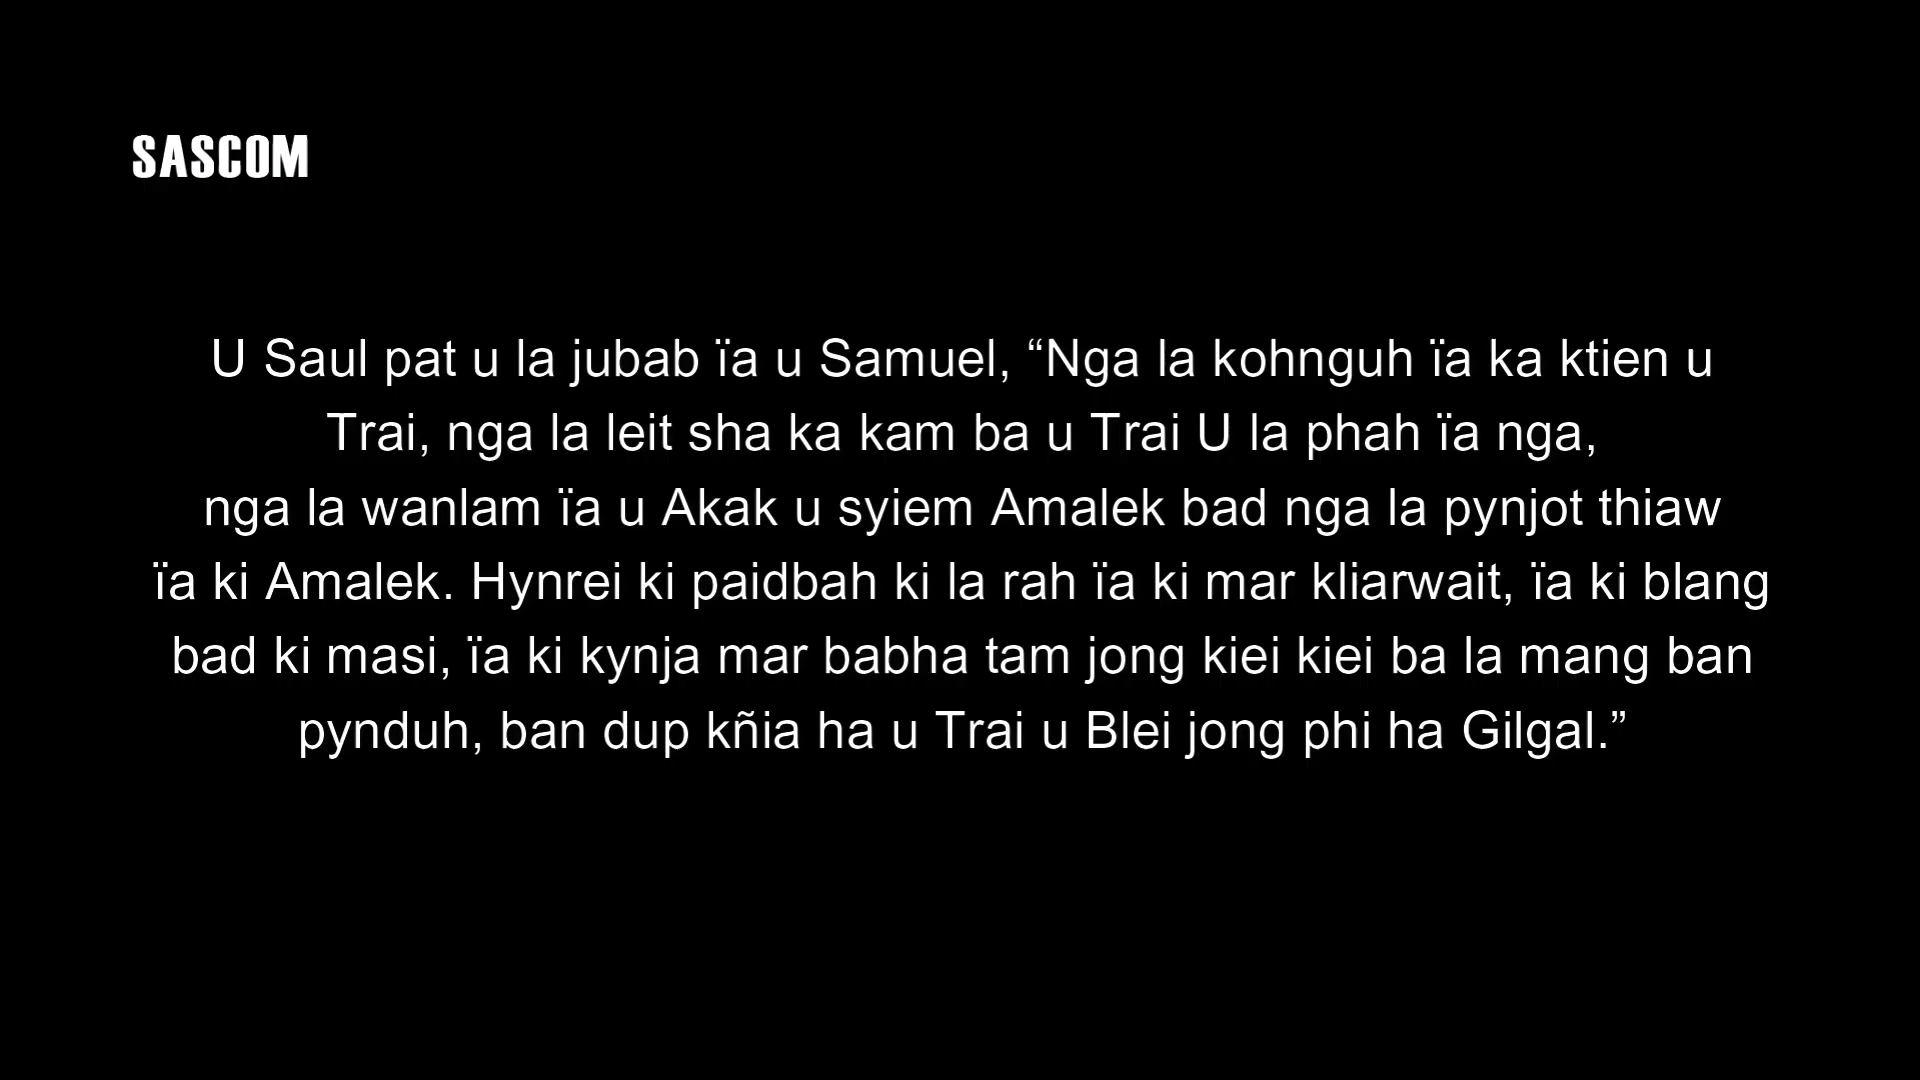 SASCOM
U Saul pat u la jubab ïa u Samuel, “Nga la kohnguh ïa ka ktien u
Trai, nga la leit sha ka kam ba u Trai U la phah ïa nga,
nga la wanlam ïa u Akak u syiem Amalek bad nga la pynjot thiaw
ïa ki Amalek. Hynrei ki paidbah ki la rah ïa ki mar kliarwait, ïa ki blang
bad ki masi, ïa ki kynja mar babha tam jong kiei kiei ba la mang ban
pynduh, ban dup kñia ha u Trai u Blei jong phi ha Gilgal.”